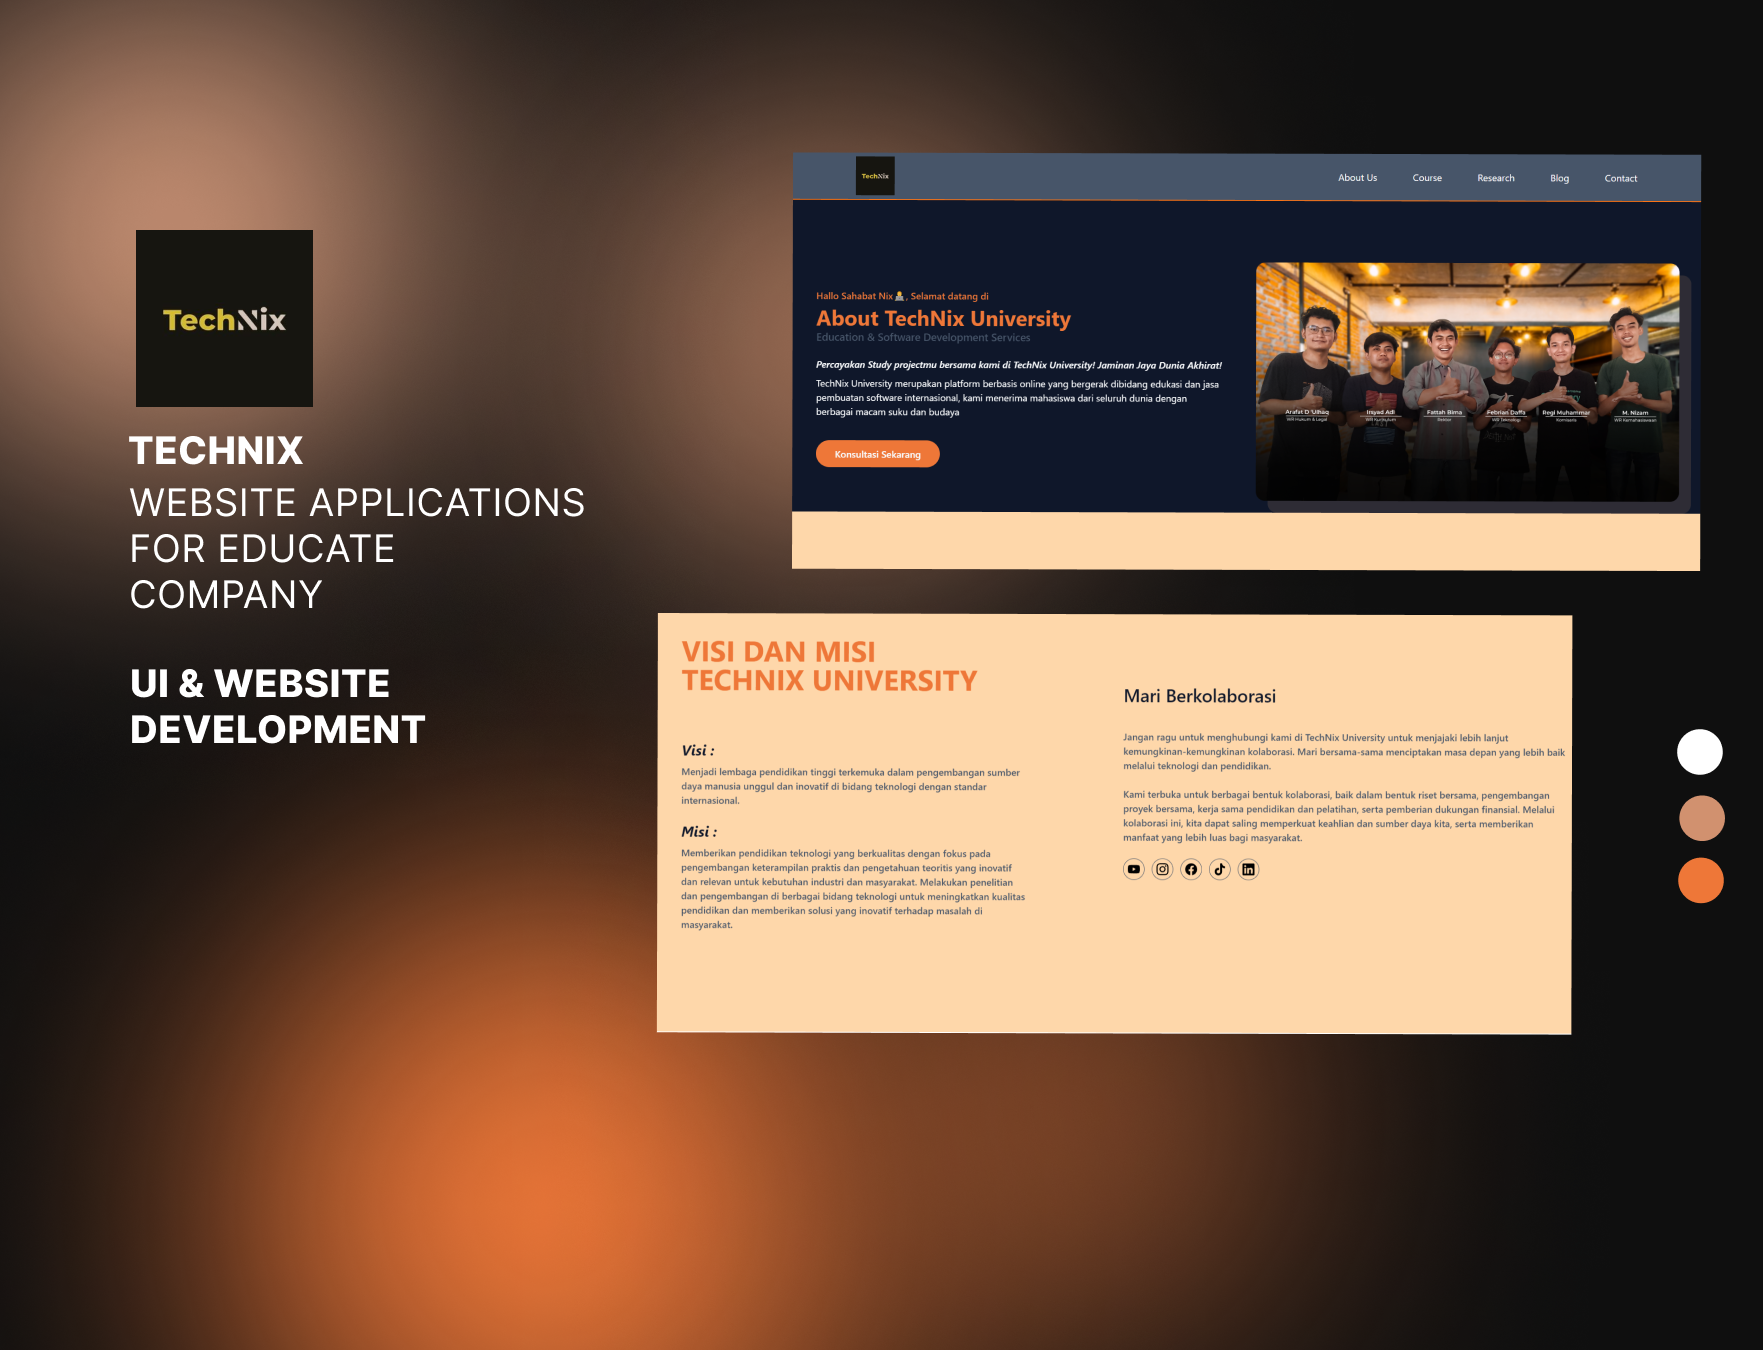 TechNix
TECHNIX
WEBSITE APPLICATIONS
FOR EDUCATE
COMPANY
UI & WEBSITE
DEVELOPMENT
TechNix
About Us
Course
Research
Blog
Contact
Hallo Sahabat Nix , Selamat datang di
About TechNix University
Education & Software Development Services
Percayakan Study projectmu bersama kami di TechNix University! Jaminan Jaya Dunia Akhirat!
TechNix University merupakan platform berbasis online yang bergerak dibidang edukasi dan jasa
pembuatan software internasional, kami menerima mahasiswa dari seluruh dunia dengan
berbagai macam suku dan budaya
Konsultasi Sekarang
Arafat D 'Ulhaq
WR Hukum & Legal
Irsyad Adi
WR Kurikulum
Fattah Bima
Rektor
Febrian Daffa
WR Teknologi
Regi Muhammar
Komisaris
M. Nizam
WR Kemahasiswaan
VISI DAN MISI
TECHNIX UNIVERSITY
Visi :
Menjadi lembaga pendidikan tinggi terkemuka dalam pengembangan sumber
daya manusia unggul dan inovatif di bidang teknologi dengan standar
internasional.
Misi :
Memberikan pendidikan teknologi yang berkualitas dengan fokus pada
pengembangan keterampilan praktis dan pengetahuan teoritis yang inovatif
dan relevan untuk kebutuhan industri dan masyarakat. Melakukan penelitian
dan pengembangan di berbagai bidang teknologi untuk meningkatkan kualitas
pendidikan dan memberikan solusi yang inovatif terhadap masalah di
masyarakat.
Mari Berkolaborasi
Jangan ragu untuk menghubungi kami di TechNix University untuk menjajaki lebih lanjut
kemungkinan-kemungkinan kolaborasi. Mari bersama-sama menciptakan masa depan yang lebih baik
melalui teknologi dan pendidikan.
Kami terbuka untuk berbagai bentuk kolaborasi, baik dalam bentuk riset bersama, pengembangan
proyek bersama, kerja sama pendidikan dan pelatihan, serta pemberian dukungan finansial. Melalui
kolaborasi ini, kita dapat saling memperkuat keahlian dan sumber daya kita, serta memberikan
manfaat yang lebih luas bagi masyarakat.